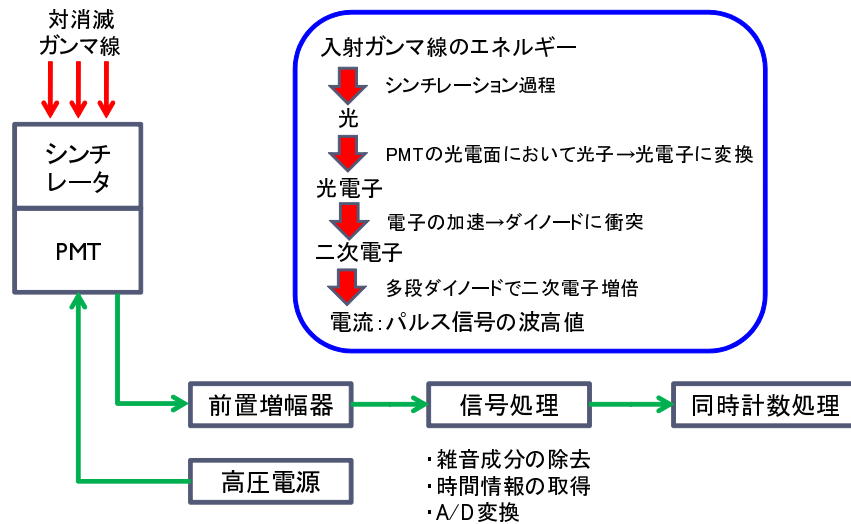 対消滅
ガンマ線
シンチ
レータ
PMT
入射ガンマ線のエネルギー
シンチレーション過程
光
PMTの光電面において光子→光電子に変換
光電子
電子の加速→ダイノードに衝突
二次電子
多段ダイノードで二次電子増倍
電流:パルス信号の波高値
前置増幅器
信号処理
同時計数処理
高圧電源
・雑音成分の除去
・時間情報の取得
・A/D変換